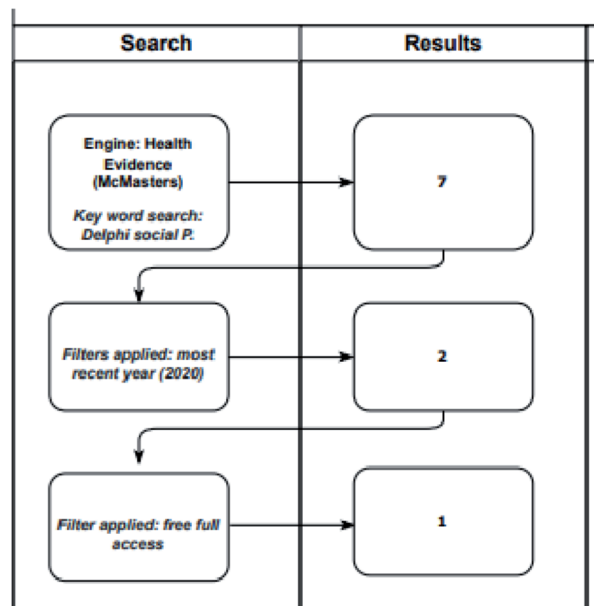 Search
Results
Engine: Health
Evidence
(McMasters)
Key word search:
Delphi social P.
7
Filters applied: most
recent year (2020)
2
Filter applied: free full
access
1